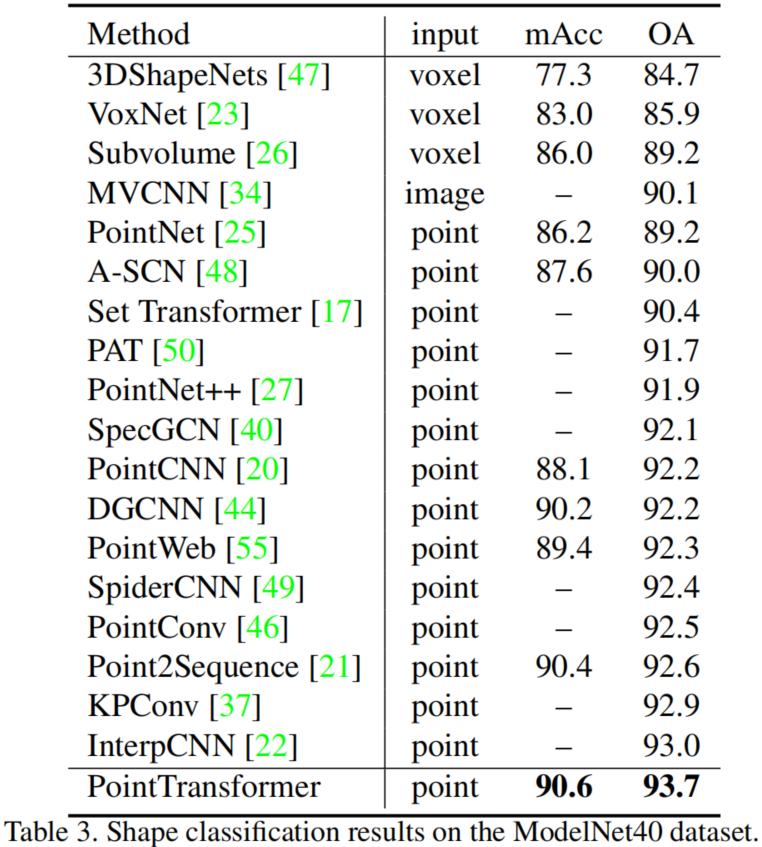 Method input mAcc OA
3DShapeNets [47] voxel 77.3 84.7
VoxNet [23] voxel 83.0 85.9
Subvolume [26] voxel 86.0 89.2
MVCNN [34] image – 90.1
PointNet [25] point 86.2 89.2
A-SCN [48] point 87.6 90.0
Set Transformer [17] point – 90.4
PAT [50] point – 91.7
PointNet++ [27] point – 91.9
SpecGCN [40] point – 92.1
PointCNN [20] point 88.1 92.2
DGCNN [44] point 90.2 92.2
PointWeb [55] point 89.4 92.3
SpiderCNN [49] point – 92.4
PointConv [46] point – 92.5
Point2Sequence [21] point 90.4 92.6
KPConv [37] point – 92.9
InterpCNN [22] point – 93.0
PointTransformer point 90.6 93.7
Table 3. Shape classification results on the ModelNet40 dataset.